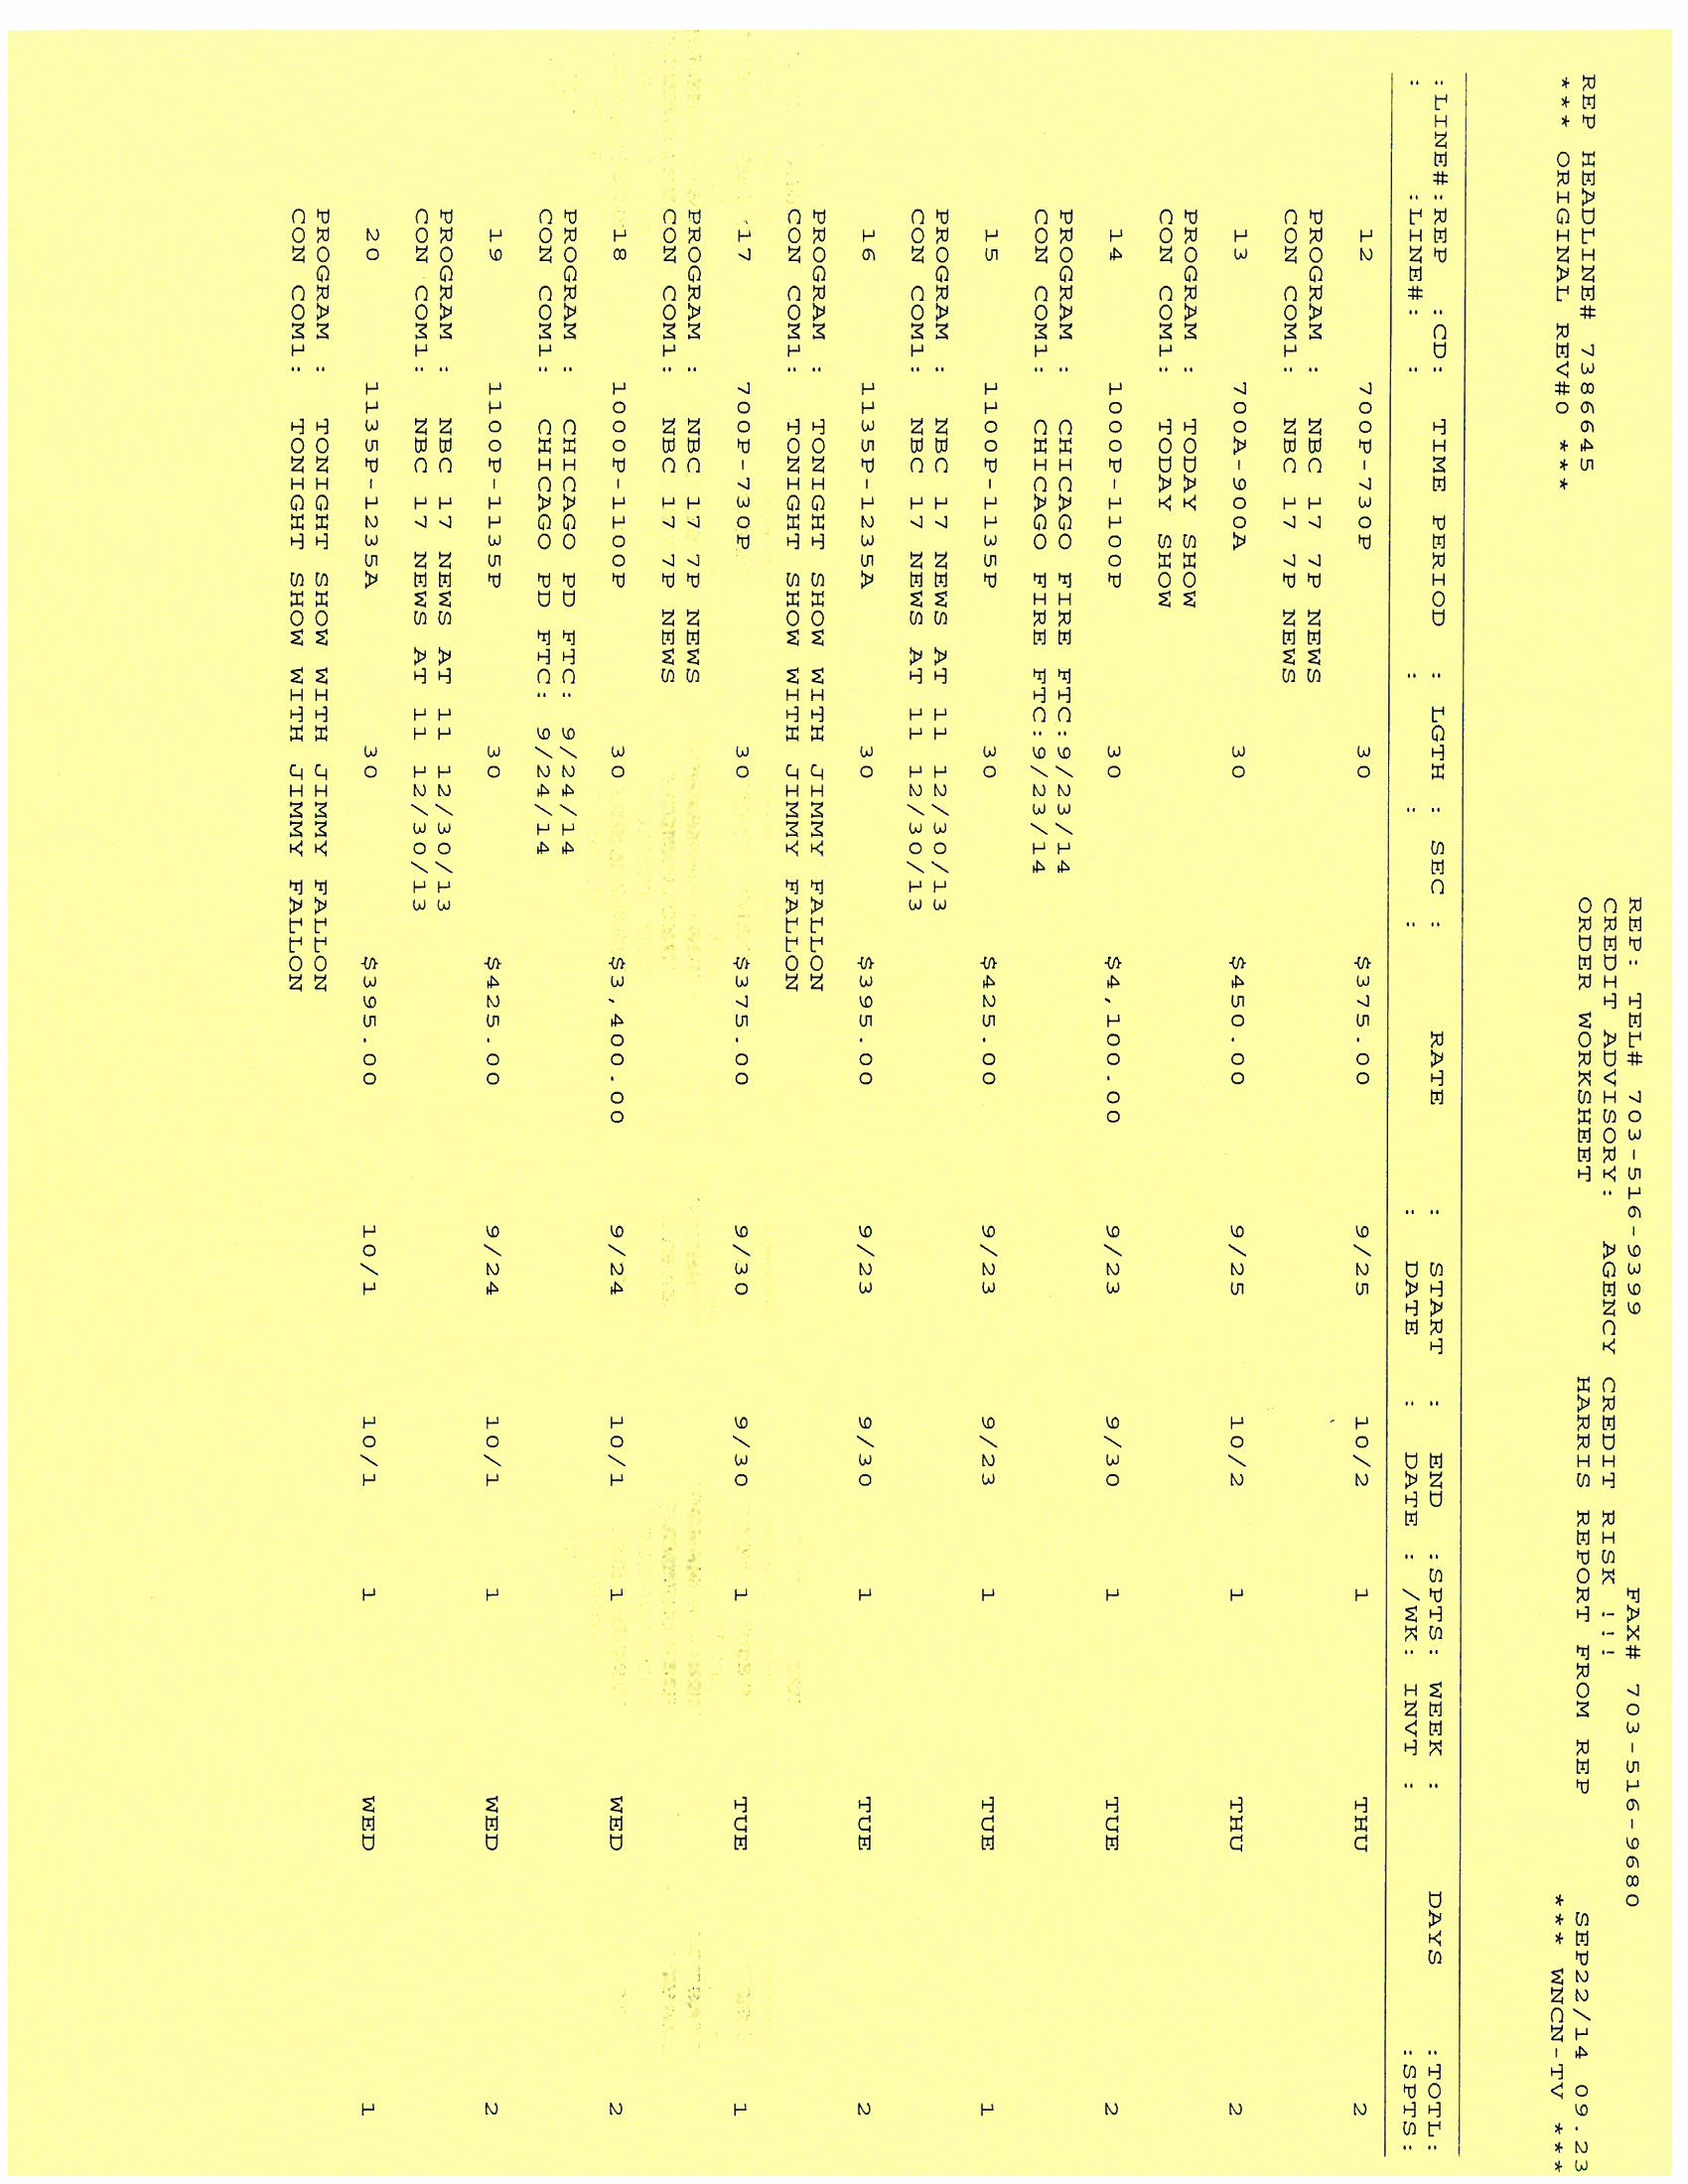 REP: TEL# 703-516-9399 FAX# 703-516-9680
CREDIT ADVISORY: AGENCY CREDIT RISK !!!
REP HEADLINE# 7386645 ORDER WORKSHEET HARRIS REPORT FROM REP SEP22/14 09.23
*** ORIGINAL REV#0 *** *** WNCN-TV ***
:LINE#:REP :CD: TIME PERIOD : LGTH : SEC : RATE : START : END :SPTS: WEEK : DAYS :TOTL:
: :LINE#: : : : : DATE : DATE : /WK: INVT : :SPTS:
12 700P-730P 30 $375.00 9/25 10/2 1 THU 2
PROGRAM : NBC 17 7P NEWS
CON COM1: NBC 17 7P NEWS
13 700A-900A 30 $450.00 9/25 10/2 1 THU 2
PROGRAM : TODAY SHOW
CON COM1: TODAY SHOW
14 1000P-1100P 30 $4,100.00 9/23 9/30 1 TUE 2
PROGRAM : CHICAGO FIRE FTC:9/23/14
CON COM1: CHICAGO FIRE FTC:9/23/14
15 1100P-1135P 30 $425.00 9/23 9/23 1 TUE 1
PROGRAM : NBC 17 NEWS AT 11 12/30/13
CON COM1: NBC 17 NEWS AT 11 12/30/13
16 1135P-1235A 30 $395.00 9/23 9/30 1 TUE 2
PROGRAM : TONIGHT SHOW WITH JIMMY FALLON
CON COM1: TONIGHT SHOW WITH JIMMY FALLON
17 700P-730P 30 $375.00 9/30 9/30 1 TUE 1
PROGRAM : NBC 17 7P NEWS
CON COM1: NBC 17 7P NEWS
18 1000P-1100P 30 $3,400.00 9/24 10/1 1 WED 2
PROGRAM : CHICAGO PD FTC: 9/24/14
CON COM1: CHICAGO PD FTC: 9/24/14
19 1100P-1135P 30 $425.00 9/24 10/1 1 WED 2
PROGRAM : NBC 17 NEWS AT 11 12/30/13
CON COM1: NBC 17 NEWS AT 11 12/30/13
20 1135P-1235A 30 $395.00 10/1 10/1 1 WED 1
PROGRAM : TONIGHT SHOW WITH JIMMY FALLON
CON COM1: TONIGHT SHOW WITH JIMMY FALLON